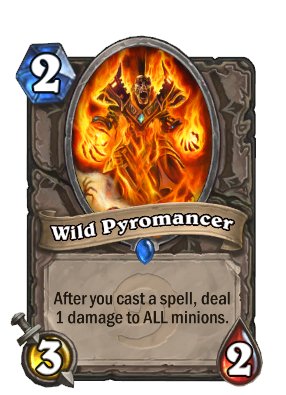 2
Wild Pyromancer
After you cast a spell, deal
1 damage to ALL minions.
3
2